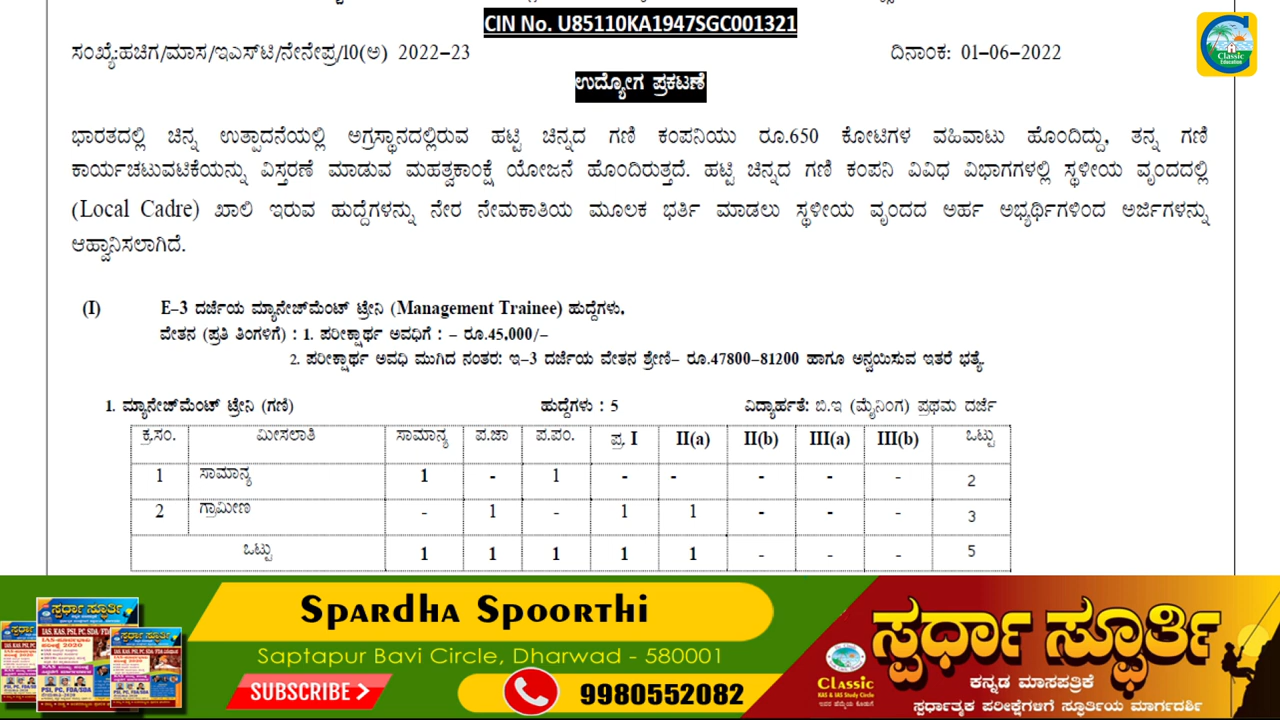 CIN No. U85110KA1947SGC001321
ಸಂಖ್ಯೆ:ಹಚಿಗ/ಮಾಸ/ಇಎಸ್‌ಟಿ/ನೇನೇಪ್ರ/10(ಅ) 2022-23 ದಿನಾಂಕ: 01-06-2022
Classic
Education
ಉದ್ಯೋಗ ಪ್ರಕಟಣೆ
ಭಾರತದಲ್ಲಿ ಚಿನ್ನ ಉತ್ಪಾದನೆಯಲ್ಲಿ ಅಗ್ರಸ್ಥಾನದಲ್ಲಿರುವ ಹಟ್ಟಿ ಚಿನ್ನದ ಗಣಿ ಕಂಪನಿಯು ರೂ.650 ಕೋಟಿಗಳ ವಹಿವಾಟು ಹೊಂದಿದ್ದು, ತನ್ನ ಗಣಿ
ಕಾರ್ಯಚಟುವಟಿಕೆಯನ್ನು ವಿಸ್ತರಣೆ ಮಾಡುವ ಮಹತ್ವಕಾಂಕ್ಷೆ ಯೋಜನೆ ಹೊಂದಿರುತ್ತದೆ. ಹಟ್ಟಿ ಚಿನ್ನದ ಗಣಿ ಕಂಪನಿ ವಿವಿಧ ವಿಭಾಗಗಳಲ್ಲಿ ಸ್ಥಳೀಯ ವೃಂದದಲ್ಲಿ
(Local Cadre) ಖಾಲಿ ಇರುವ ಹುದ್ದೆಗಳನ್ನು ನೇರ ನೇಮಕಾತಿಯ ಮೂಲಕ ಭರ್ತಿ ಮಾಡಲು ಸ್ಥಳೀಯ ವೃಂದದ ಅರ್ಹ ಅಭ್ಯರ್ಥಿಗಳಿಂದ ಅರ್ಜಿಗಳನ್ನು
ಆಹ್ವಾನಿಸಲಾಗಿದೆ.
(I) E-3 ದರ್ಜೆಯ ಮ್ಯಾನೇಜ್‌ಮೆಂಟ್ ಟ್ರೇನಿ (Management Trainee) ಹುದ್ದೆಗಳು.
ವೇತನ (ಪ್ರತಿ ತಿಂಗಳಿಗೆ) : 1. ಪರೀಕ್ಷಾರ್ಥ ಅವಧಿಗೆ : - ರೂ.45,000/-
2. ಪರೀಕ್ಷಾರ್ಥ ಅವಧಿ ಮುಗಿದ ನಂತರ: ಇ-3 ದರ್ಜೆಯ ವೇತನ ಶ್ರೇಣಿ- ರೂ.47800-81200 ಹಾಗೂ ಅನ್ವಯಿಸುವ ಇತರೆ ಭತ್ಯೆ.
1. ಮ್ಯಾನೇಜ್‌ಮೆಂಟ್ ಟ್ರೇನಿ (ಗಣಿ) ಹುದ್ದೆಗಳು : 5 ವಿದ್ಯಾರ್ಹತೆ: ಬಿ.ಇ (ಮೈನಿಂಗ) ಪ್ರಥಮ ದರ್ಜೆ
ಕ್ರ.ಸಂ. ಮೀಸಲಾತಿ ಸಾಮಾನ್ಯ ಪ.ಜಾ ಪ.ಪಂ. ಪ್ರ. I II(a) II(b) III(a) III(b) ಒಟ್ಟು
1 ಸಾಮಾನ್ಯ 1 - 1 - - - - - 2
2 ಗ್ರಾಮೀಣ - 1 - 1 1 - - - 3
ಒಟ್ಟು 1 1 1 1 1 - - - 5
ಸ್ಪರ್ಧಾ ಸ್ಫೂರ್ತಿ
Spardha Spoorthi
Saptapur Bavi Circle, Dharwad - 580001
SUBSCRIBE
9980552082
ಸ್ಪರ್ಧಾ ಸ್ಫೂರ್ತಿ
Classic
KAS & IAS Study Circle
ಕನ್ನಡ ಮಾಸಪತ್ರಿಕೆ
ಸ್ಪರ್ಧಾತ್ಮಕ ಪರೀಕ್ಷೆಗಳಿಗೆ ಸ್ಫೂರ್ತಿಯ ಮಾರ್ಗದರ್ಶಿ